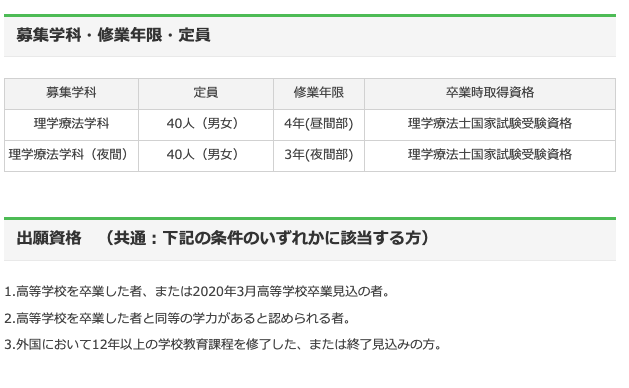 募集学科・修業年限・定員
募集学科 定員 修業年限 卒業時取得資格
理学療法学科 40人（男女） 4年(昼間部) 理学療法士国家試験受験資格
理学療法学科（夜間） 40人（男女） 3年(夜間部) 理学療法士国家試験受験資格
出願資格　（共通：下記の条件のいずれかに該当する方）
1.高等学校を卒業した者、または2020年3月高等学校卒業見込の者。
2.高等学校を卒業した者と同等の学力があると認められる者。
3.外国において12年以上の学校教育課程を修了した、または終了見込みの方。